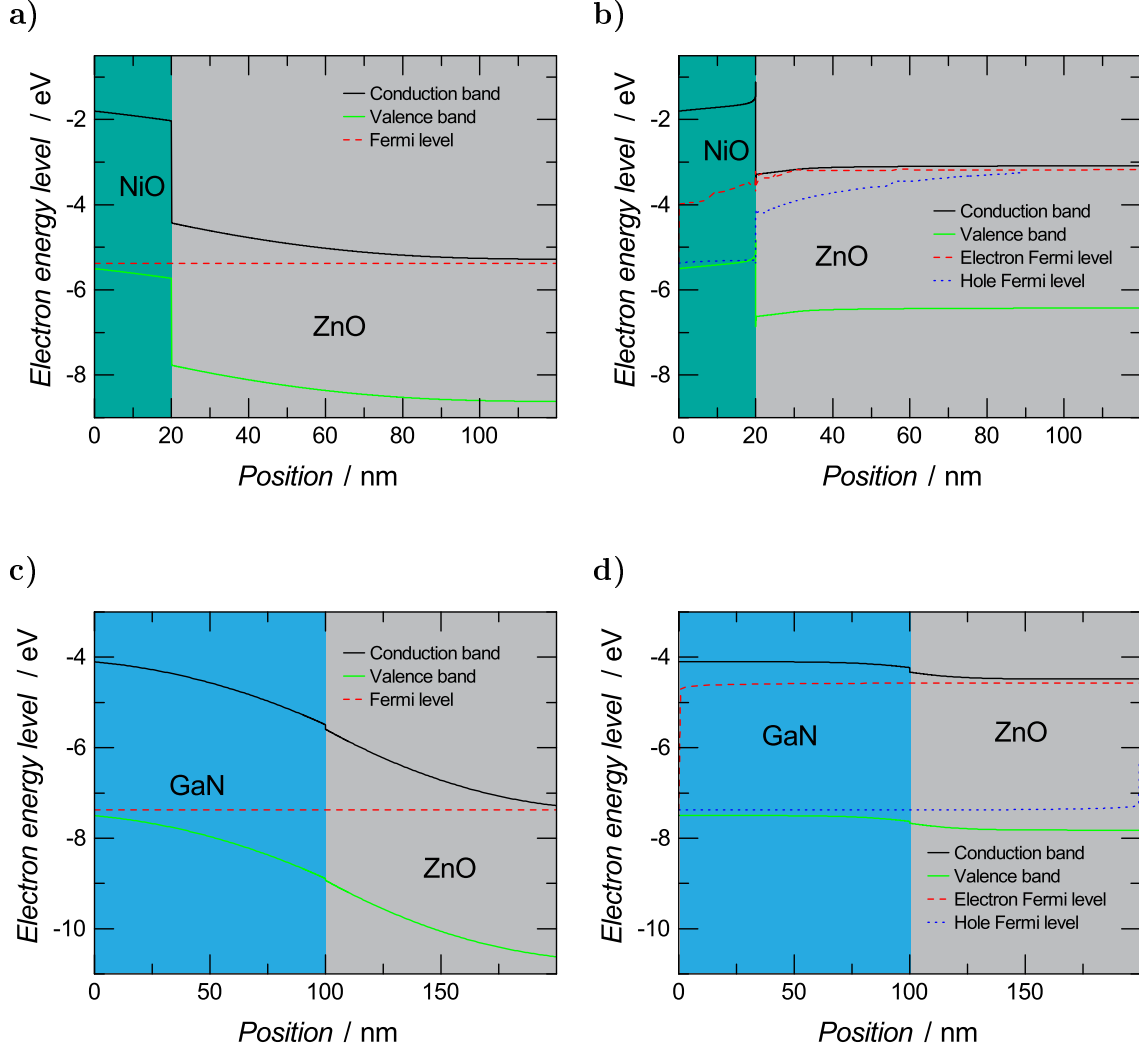 a)
Electron energy level / eV
-2
-4
-6
-8
NiO
ZnO
Conduction band
Valence band
Fermi level
0 20 40 60 80 100
Position / nm
b)
Electron energy level / eV
-2
-4
-6
-8
NiO
ZnO
Conduction band
Valence band
Electron Fermi level
Hole Fermi level
0 20 40 60 80 100
Position / nm
c)
Electron energy level / eV
-4
-6
-8
-10
GaN
ZnO
Conduction band
Valence band
Fermi level
0 50 100 150
Position / nm
d)
Electron energy level / eV
-4
-6
-8
-10
GaN
ZnO
Conduction band
Valence band
Electron Fermi level
Hole Fermi level
0 50 100 150
Position / nm